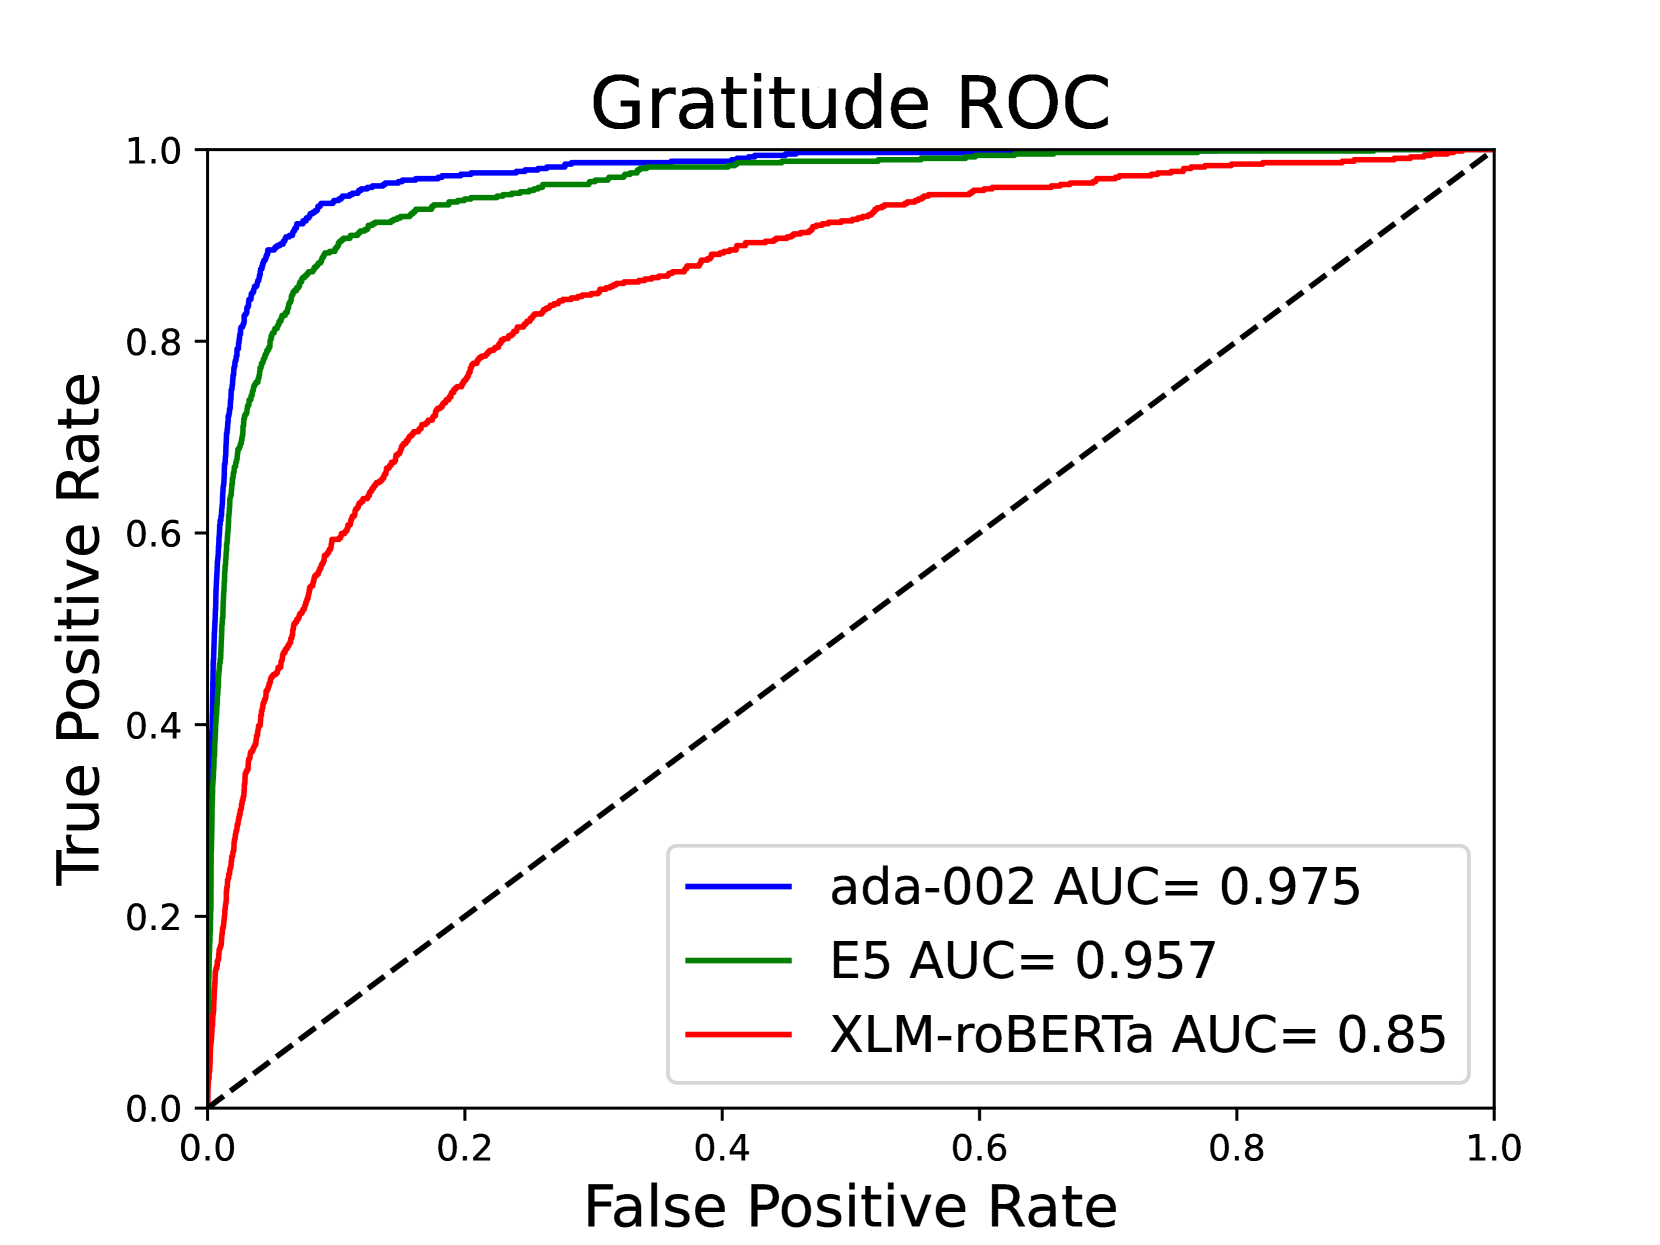 Gratitude ROC
1.0
0.8
0.6
0.4
0.2
0.0
True Positive Rate
ada-002 AUC= 0.975
E5 AUC= 0.957
XLM-roBERTa AUC= 0.85
0.0 0.2 0.4 0.6 0.8 1.0
False Positive Rate